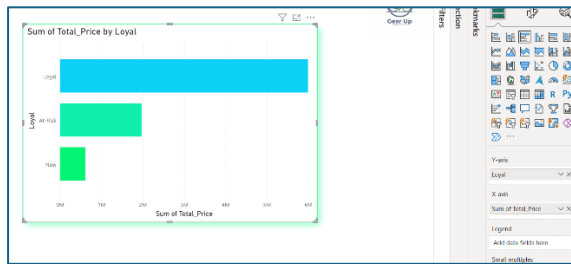 Gear Up
Sum of Total_Price by Loyal
Loyal
Loyal
At-Risk
New
0M 1M 2M 3M 4M 5M 6M
Sum of Total_Price
Filters
Bookmarks
R Py
Y-axis
Loyal
X-axis
Sum of Total_Price
Legend
Add data fields here
Small multiples